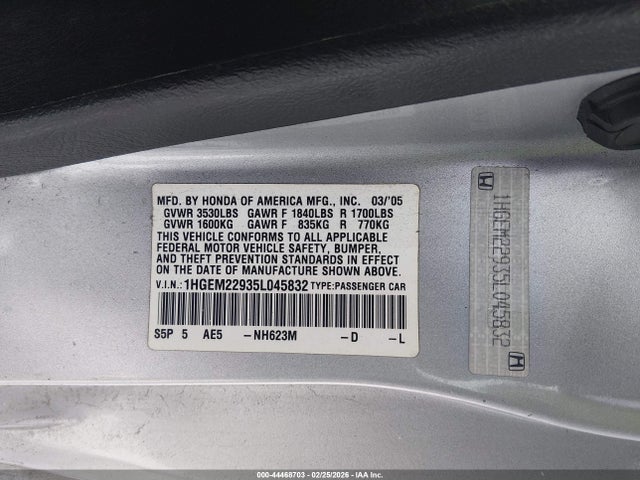 MFD. BY HONDA OF AMERICA MFG., INC. 03/'05
GVWR 3530LBS GAWR F 1840LBS R 1700LBS
GVWR 1600KG GAWR F 835KG R 770KG
THIS VEHICLE CONFORMS TO ALL APPLICABLE
FEDERAL MOTOR VEHICLE SAFETY, BUMPER,
AND THEFT PREVENTION STANDARDS IN EFFECT
ON THE DATE OF MANUFACTURE SHOWN ABOVE.
V.I.N.: 1HGEM22935L045832 TYPE:PASSENGER CAR
S5P 5 AE5 -NH623M -D -L
1HGEM22935L045832
000-44468703 - 02/25/2026 - IAA Inc.